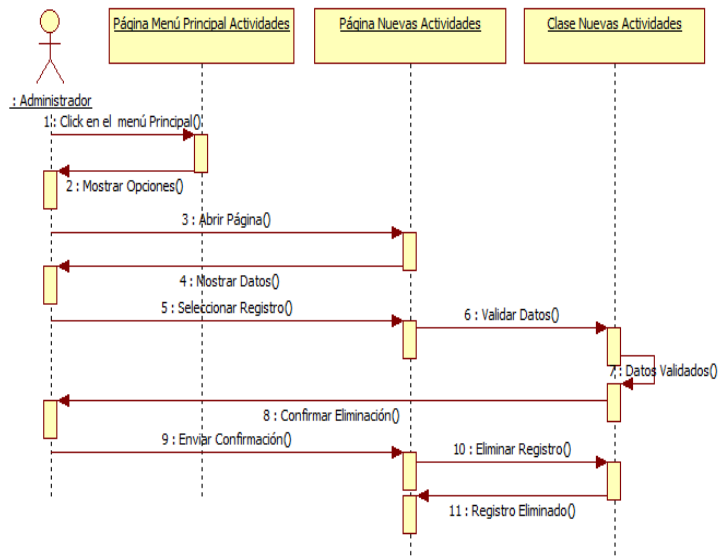 Página Menú Principal Actividades
Página Nuevas Actividades
Clase Nuevas Actividades
: Administrador
1 : Click en el menú Principal()
2 : Mostrar Opciones()
3 : Abrir Página()
4 : Mostrar Datos()
5 : Seleccionar Registro()
6 : Validar Datos()
7 : Datos Validados()
8 : Confirmar Eliminación()
9 : Enviar Confirmación()
10 : Eliminar Registro()
11 : Registro Eliminado()